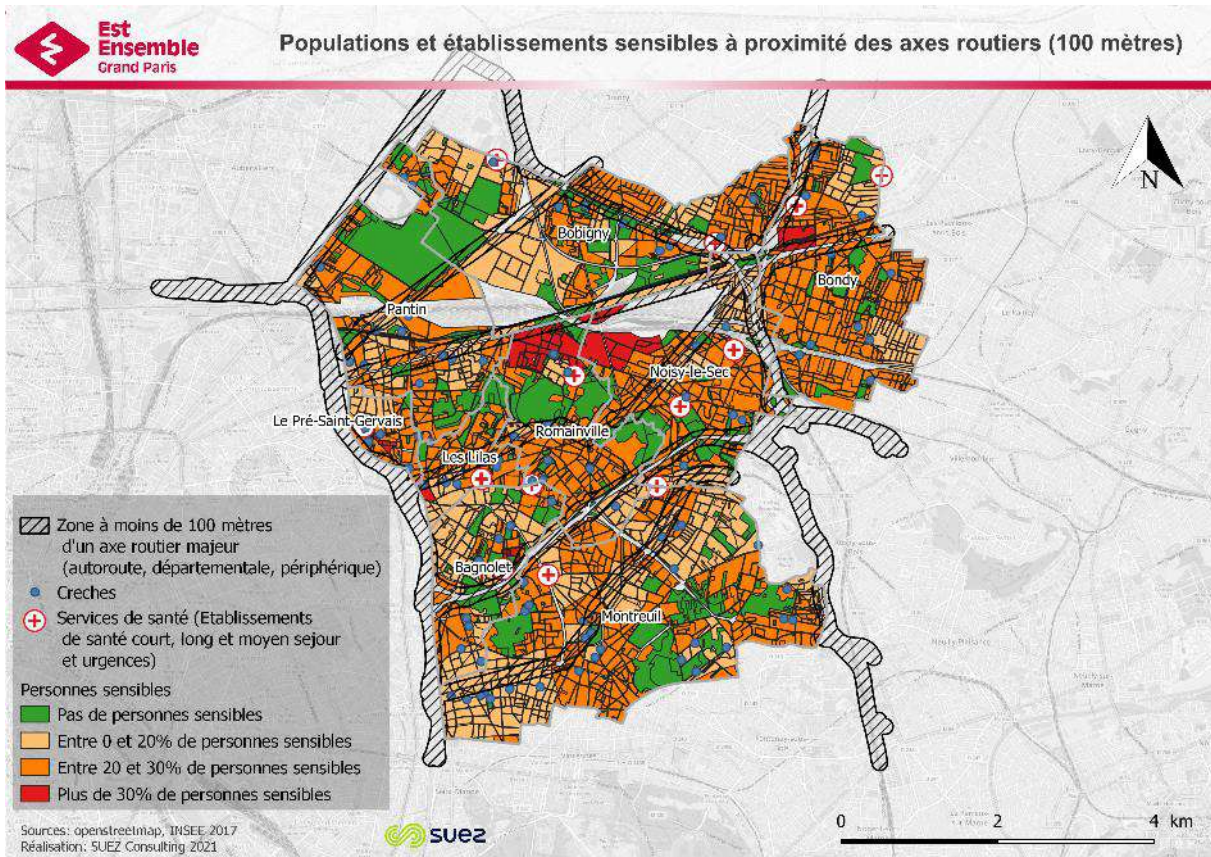 Est
Ensemble
Grand Paris
Populations et établissements sensibles à proximité des axes routiers (100 mètres)
N
Bobigny
Bondy
Pantin
Noisy-le-Sec
Le Pré-Saint-Gervais
Romainville
Les Lilas
Bagnolet
Montreuil
Zone à moins de 100 mètres
d'un axe routier majeur
(autoroute, départementale, périphérique)
Creches
Services de santé (Etablissements
de santé court, long et moyen sejour
et urgences)
Personnes sensibles
Pas de personnes sensibles
Entre 0 et 20% de personnes sensibles
Entre 20 et 30% de personnes sensibles
Plus de 30% de personnes sensibles
Sources: openstreetmap, INSEE 2017
Réalisation: SUEZ Consulting 2021
suez
0 2 4 km